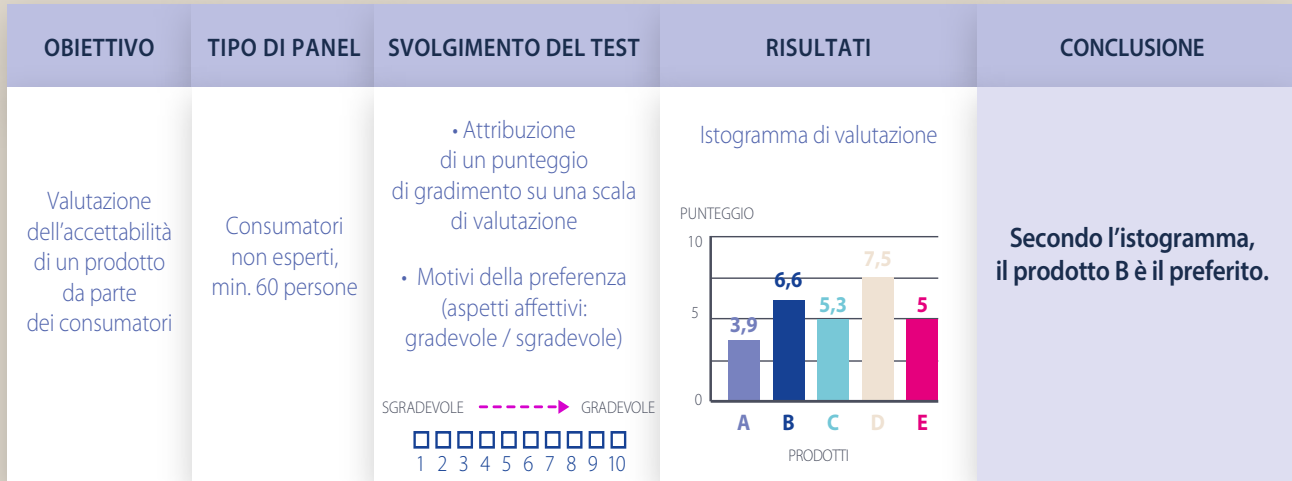 OBIETTIVO
TIPO DI PANEL
SVOLGIMENTO DEL TEST
RISULTATI
CONCLUSIONE
Valutazione
dell’accettabilità
di un prodotto
da parte
dei consumatori
Consumatori
non esperti,
min. 60 persone
• Attribuzione
di un punteggio
di gradimento su una scala
di valutazione
• Motivi della preferenza
(aspetti affettivi:
gradevole / sgradevole)
SGRADEVOLE GRADEVOLE
1 2 3 4 5 6 7 8 9 10
Istogramma di valutazione
PUNTEGGIO
10
5
0
3,9
6,6
5,3
7,5
5
A B C D E
PRODOTTI
Secondo l’istogramma,
il prodotto B è il preferito.